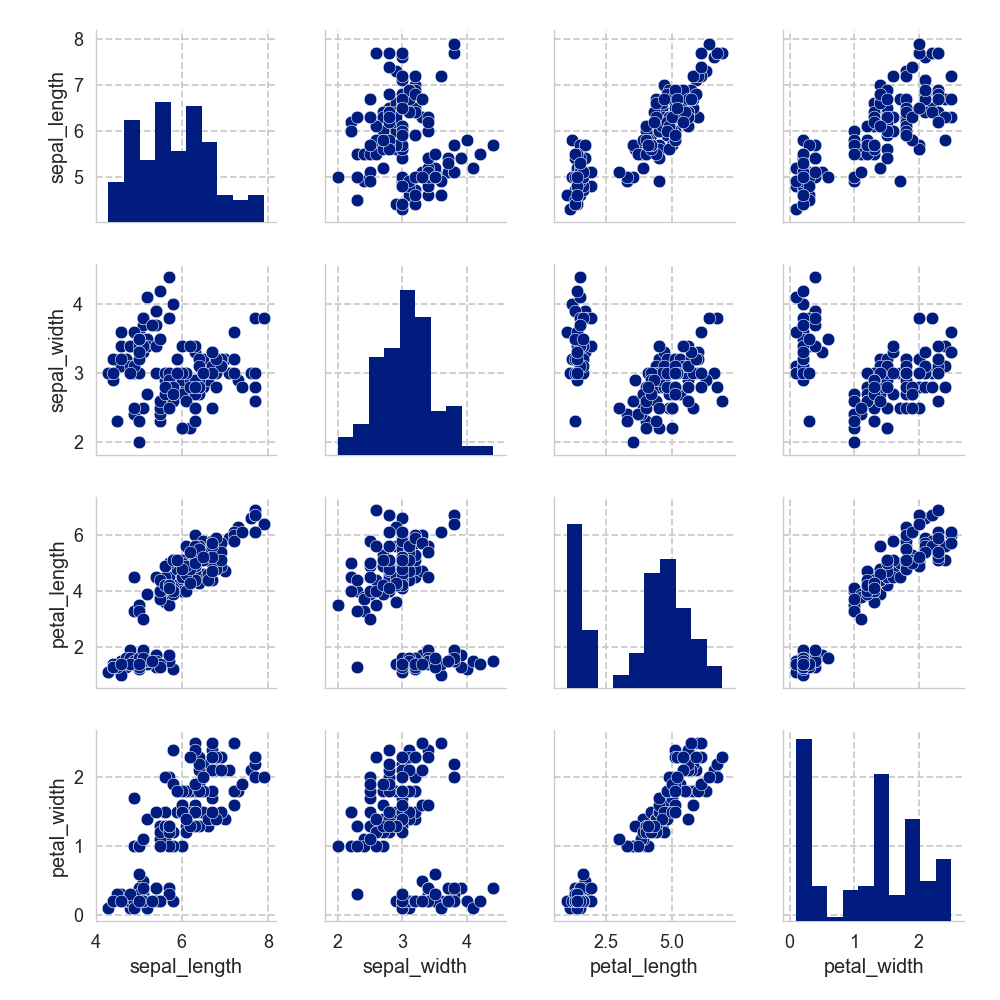 sepal_length
8
7
6
5
sepal_width
4
3
2
petal_length
6
4
2
petal_width
2
1
0
4 6 8 2 3 4 2.5 5.0 0 1 2
sepal_length sepal_width petal_length petal_width